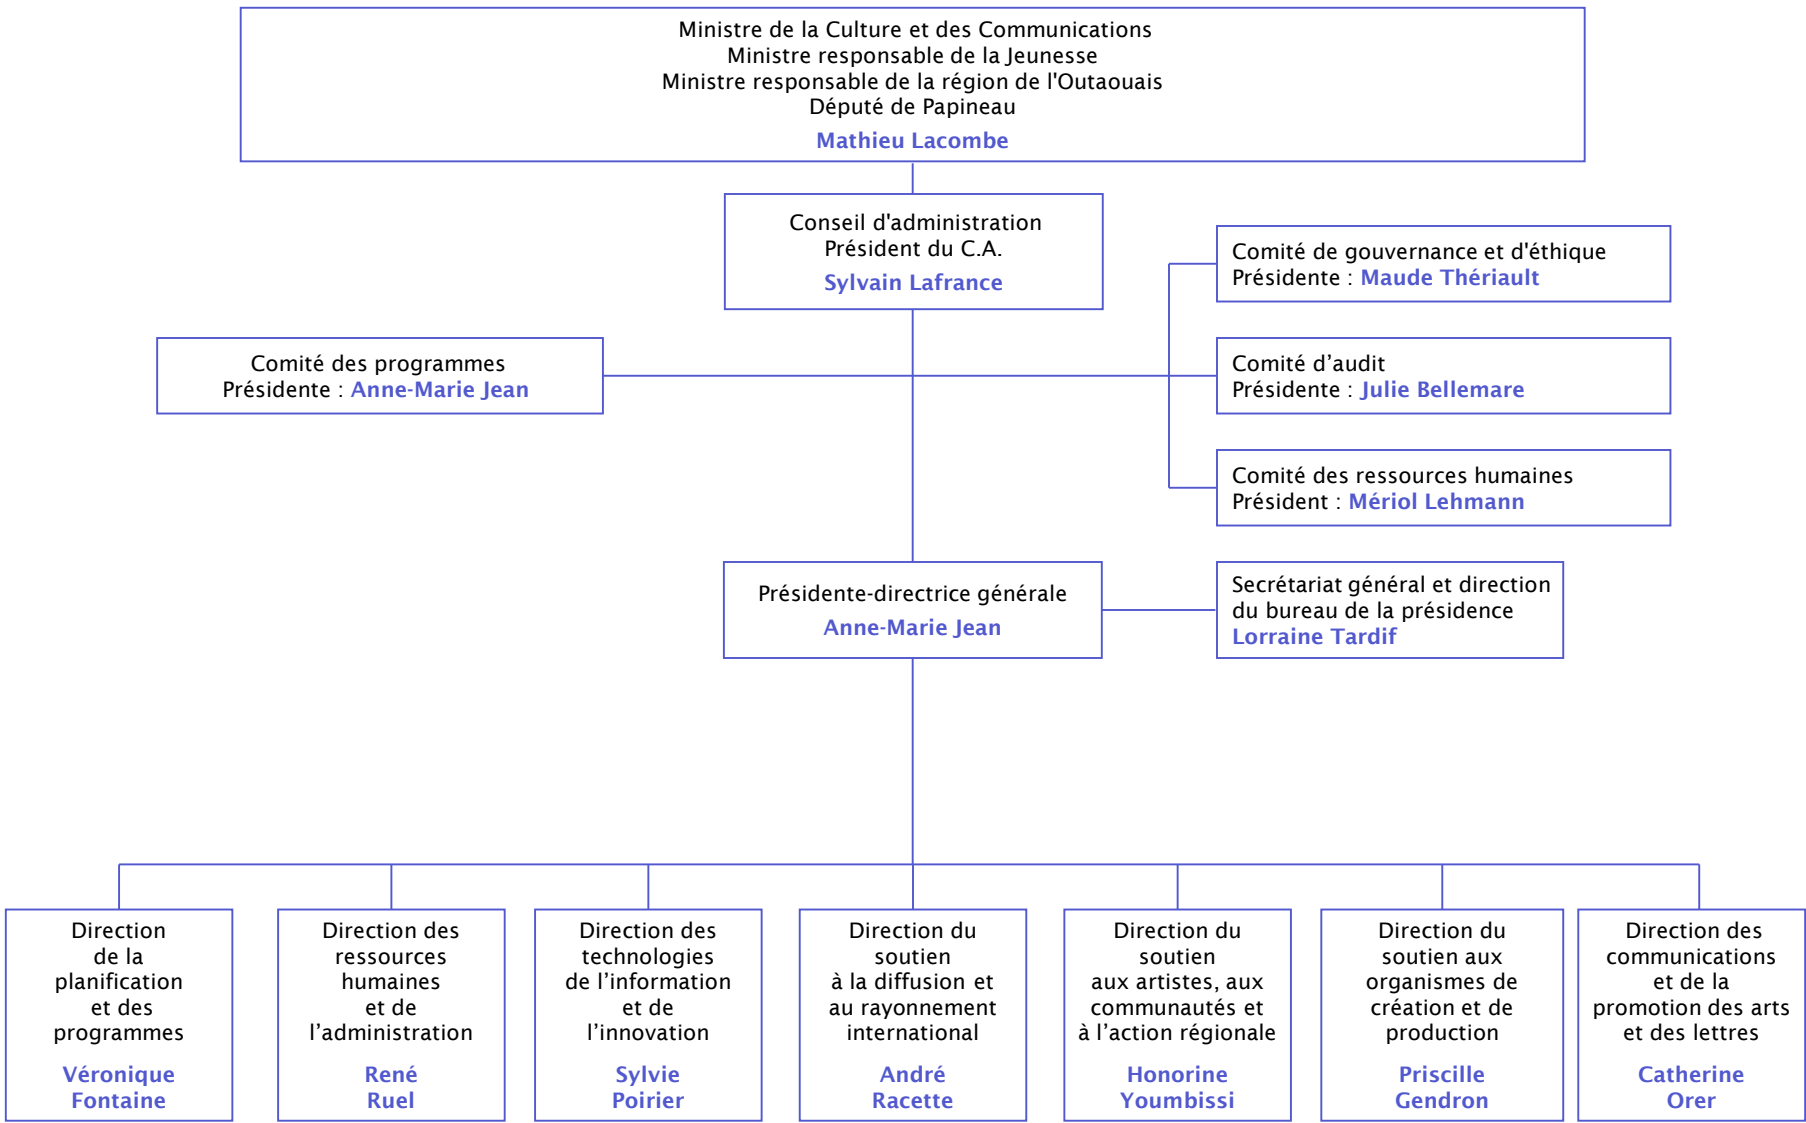 Ministre de la Culture et des Communications
Ministre responsable de la Jeunesse
Ministre responsable de la région de l'Outaouais
Député de Papineau
Mathieu Lacombe
Conseil d'administration
Président du C.A.
Sylvain Lafrance
Comité de gouvernance et d'éthique
Présidente : Maude Thériault
Comité des programmes
Présidente : Anne-Marie Jean
Comité d’audit
Présidente : Julie Bellemare
Comité des ressources humaines
Président : Mériol Lehmann
Présidente-directrice générale
Anne-Marie Jean
Secrétariat général et direction
du bureau de la présidence
Lorraine Tardif
Direction
de la
planification
et des
programmes
Véronique
Fontaine
Direction des
ressources
humaines
et de
l’administration
René
Ruel
Direction des
technologies
de l’information
et de
l’innovation
Sylvie
Poirier
Direction du
soutien
à la diffusion et
au rayonnement
international
André
Racette
Direction du
soutien
aux artistes, aux
communautés et
à l’action régionale
Honorine
Youmbissi
Direction du
soutien aux
organismes de
création et de
production
Priscille
Gendron
Direction des
communications
et de la
promotion des arts
et des lettres
Catherine
Orer